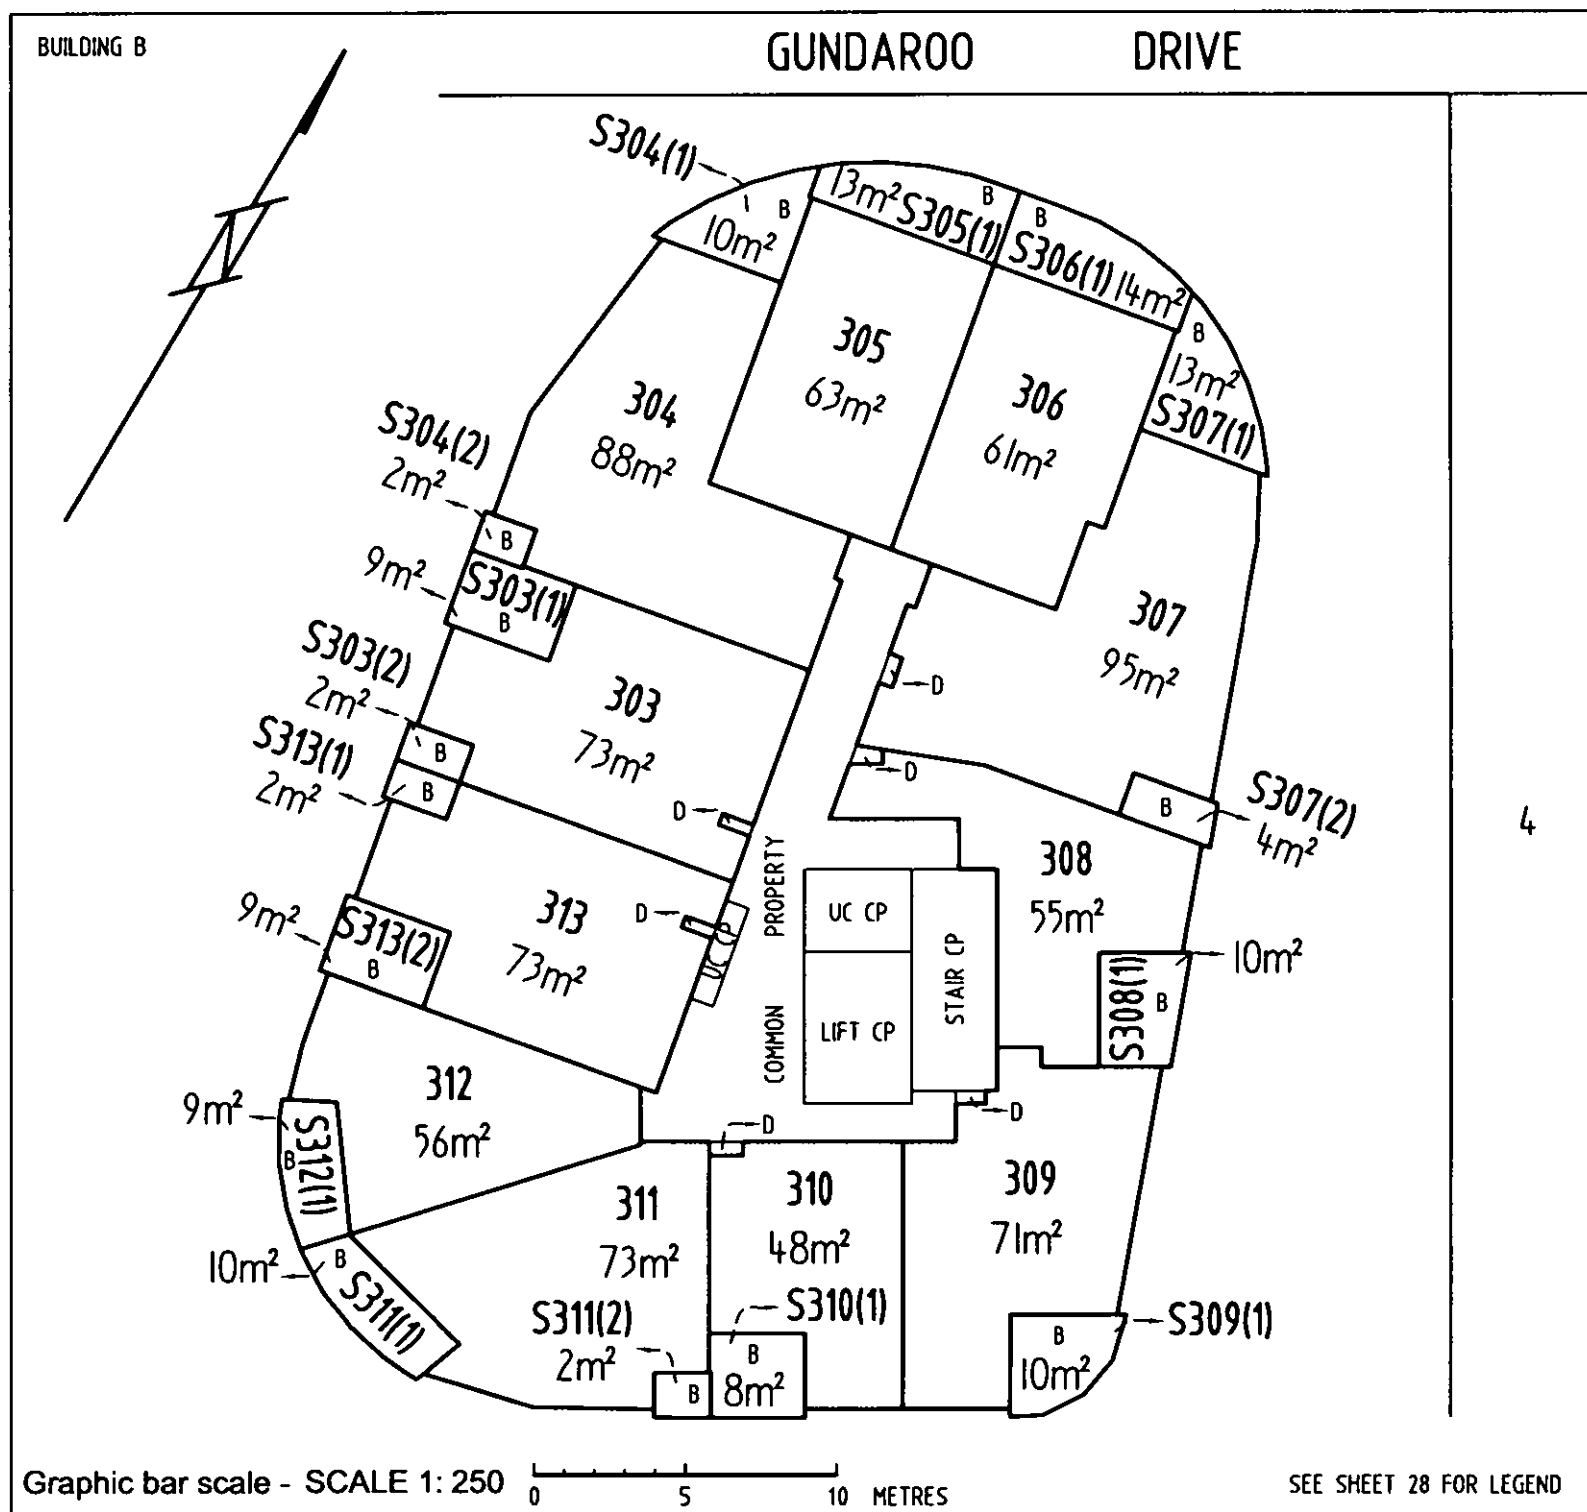 BUILDING B
GUNDAROO DRIVE
S304(1)
B
10m²
13m²
B
S305(1)
B
S306(1)
14m²
B
13m²
S307(1)
305
63m²
306
61m²
304
88m²
S304(2)
2m²
B
9m²
S303(1)
B
307
95m²
S303(2)
2m²
B
303
73m²
D
D
S313(1)
2m²
B
D
S307(2)
4m²
B
4
308
55m²
PROPERTY
COMMON
UC CP
UC CP
LIFT CP
STAIR CP
D
9m²
S313(2)
B
313
73m²
10m²
S308(1)
B
312
56m²
9m²
S312(1)
B
D
D
309
71m²
310
48m²
311
73m²
10m²
B
S311(1)
S311(2)
2m²
B
S310(1)
B
8m²
S309(1)
B
10m²
Graphic bar scale - SCALE 1: 250
0 5 10 METRES
SEE SHEET 28 FOR LEGEND